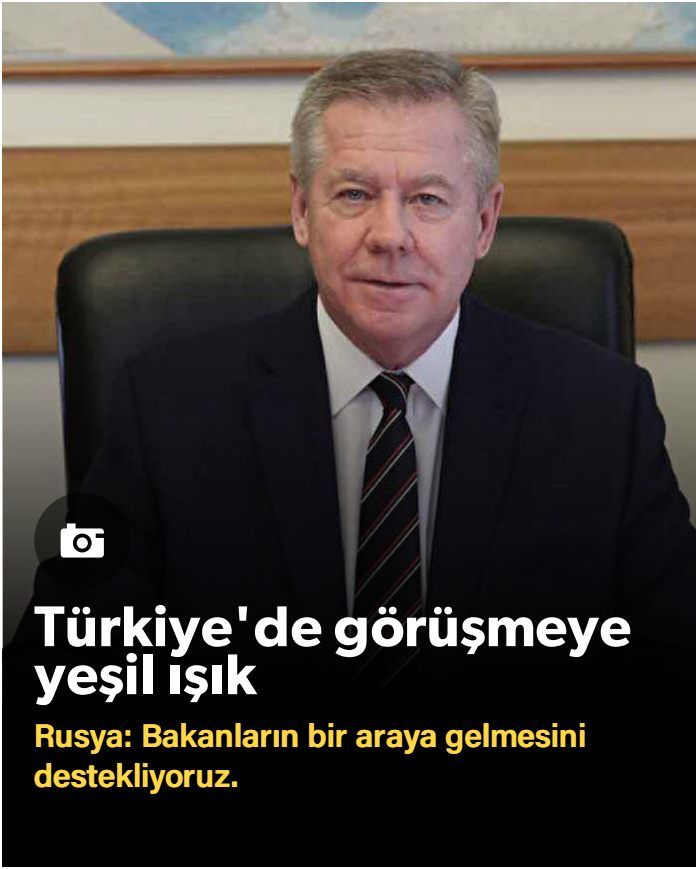 Türkiye'de görüşmeye
yeşil ışık
Rusya: Bakanların bir araya gelmesini
destekliyoruz.